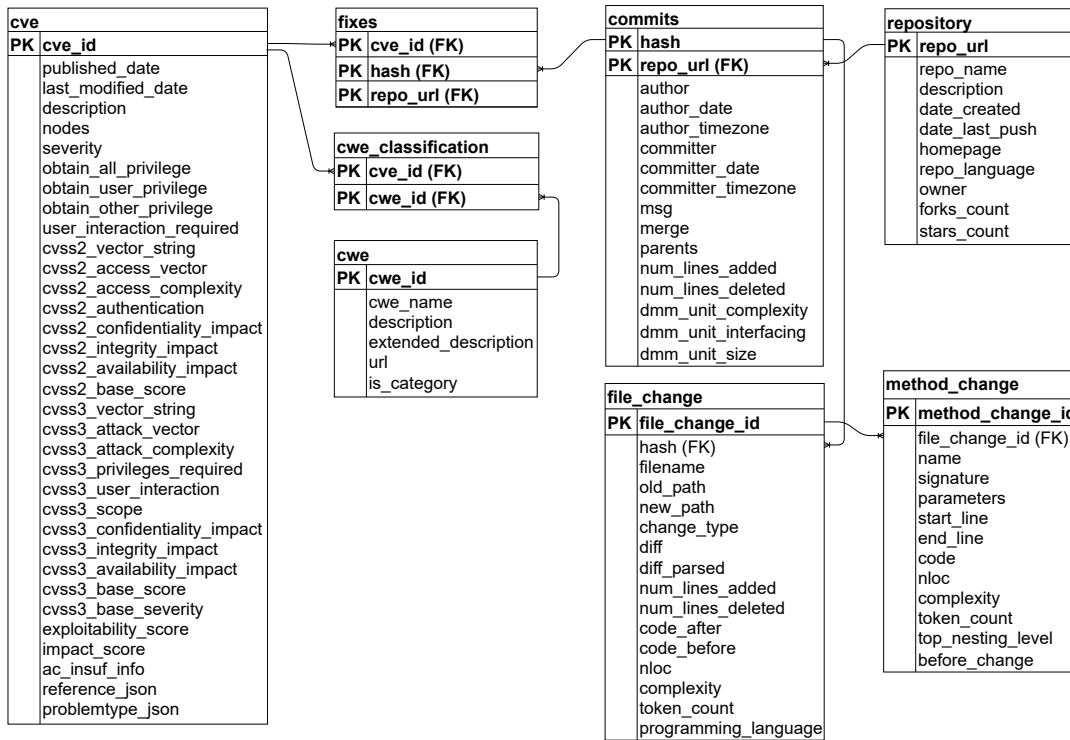 cve
PK cve_id
published_date
last_modified_date
description
nodes
severity
obtain_all_privilege
obtain_user_privilege
obtain_other_privilege
user_interaction_required
cvss2_vector_string
cvss2_access_vector
cvss2_access_complexity
cvss2_authentication
cvss2_confidentiality_impact
cvss2_integrity_impact
cvss2_availability_impact
cvss2_base_score
cvss3_vector_string
cvss3_attack_vector
cvss3_attack_complexity
cvss3_privileges_required
cvss3_user_interaction
cvss3_scope
cvss3_confidentiality_impact
cvss3_integrity_impact
cvss3_availability_impact
cvss3_base_score
cvss3_base_severity
exploitability_score
impact_score
ac_insuf_info
reference_json
problemtype_json
fixes
PK cve_id (FK)
PK hash (FK)
PK repo_url (FK)
cwe_classification
PK cve_id (FK)
PK cwe_id (FK)
cwe
PK cwe_id
cwe_name
description
extended_description
url
is_category
commits
PK hash
PK repo_url (FK)
author
author_date
author_timezone
committer
committer_date
committer_timezone
msg
merge
parents
num_lines_added
num_lines_deleted
dmm_unit_complexity
dmm_unit_interfacing
dmm_unit_size
file_change
PK file_change_id
hash (FK)
filename
old_path
new_path
change_type
diff
diff_parsed
num_lines_added
num_lines_deleted
code_after
code_before
nloc
complexity
token_count
programming_language
repository
PK repo_url
repo_name
description
date_created
date_last_push
homepage
repo_language
owner
forks_count
stars_count
method_change
PK method_change_id
file_change_id (FK)
name
signature
parameters
start_line
end_line
code
nloc
complexity
token_count
top_nesting_level
before_change